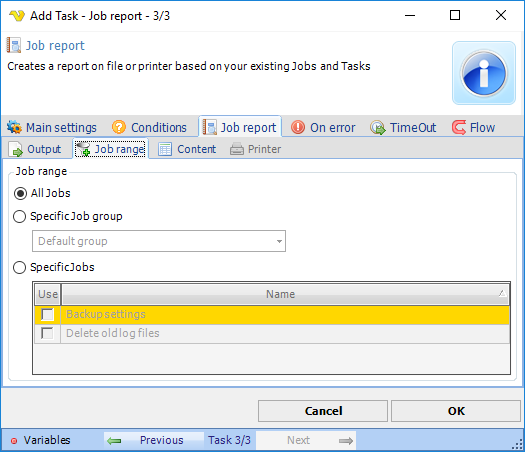 Add Task - Job report - 3/3
Job report
Creates a report on file or printer based on your existing Jobs and Tasks
Main settings Conditions Job report On error TimeOut Flow
Output Job range Content Printer
Job range
All Jobs
Specific Job group
Default group
Specific Jobs
Use Name
Backup settings
Delete old log files
Cancel OK
Variables Previous Task 3/3 Next